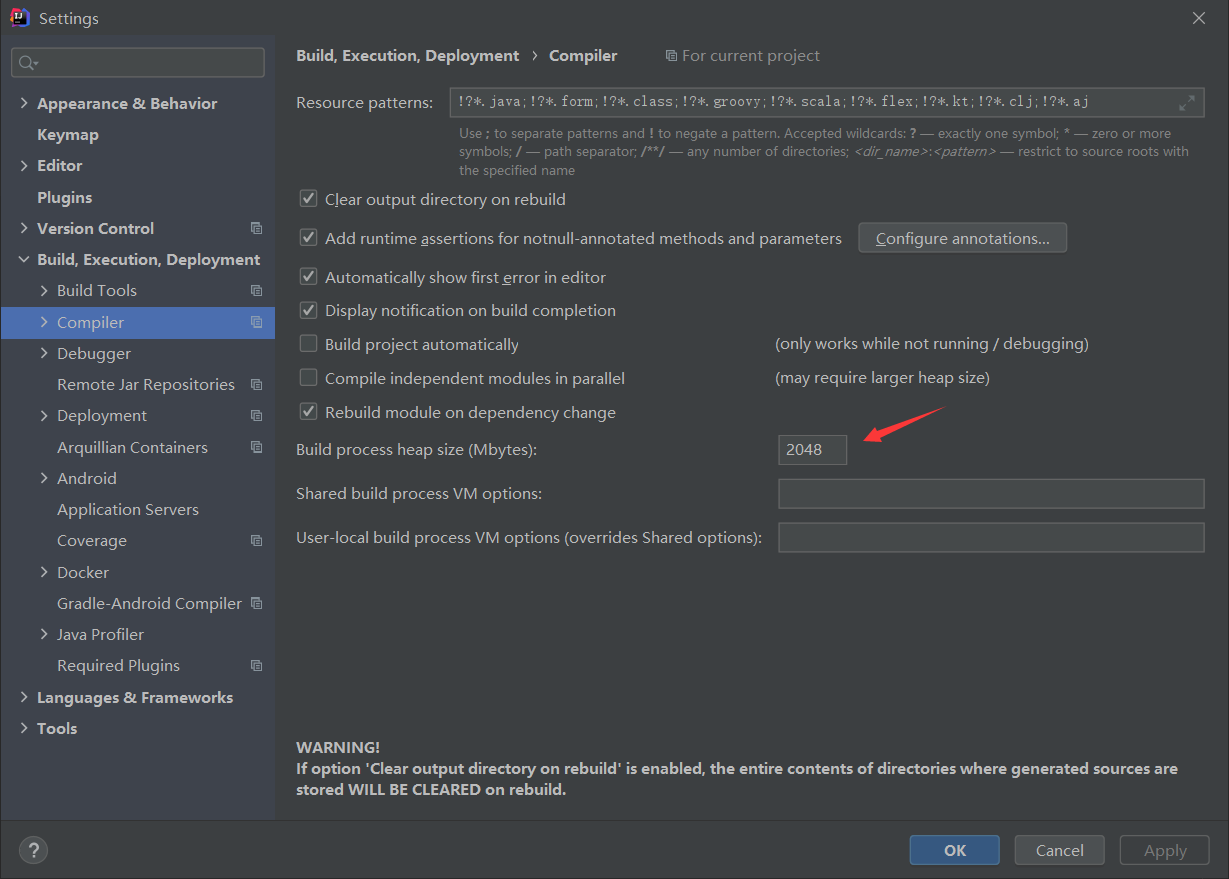 Settings
Appearance & Behavior
Keymap
Editor
Plugins
Version Control
Build, Execution, Deployment
Build Tools
Compiler
Debugger
Remote Jar Repositories
Deployment
Arquillian Containers
Android
Application Servers
Coverage
Docker
Gradle-Android Compiler
Java Profiler
Required Plugins
Languages & Frameworks
Tools
Build, Execution, Deployment › Compiler For current project
Resource patterns: !?*.java;!?*.form;!?*.class;!?*.groovy;!?*.scala;!?*.flex;!?*.kt;!?*.clj;!?*.aj
Use ; to separate patterns and ! to negate a pattern. Accepted wildcards: ? — exactly one symbol; * — zero or more
symbols; / — path separator; /**/ — any number of directories; <dir_name>:<pattern> — restrict to source roots with
the specified name
Clear output directory on rebuild
Add runtime assertions for notnull-annotated methods and parameters Configure annotations...
Automatically show first error in editor
Display notification on build completion
Build project automatically (only works while not running / debugging)
Compile independent modules in parallel (may require larger heap size)
Rebuild module on dependency change
Build process heap size (Mbytes): 2048
Shared build process VM options:
User-local build process VM options (overrides Shared options):
WARNING!
If option 'Clear output directory on rebuild' is enabled, the entire contents of directories where generated sources are
stored WILL BE CLEARED on rebuild.
? OK Cancel Apply